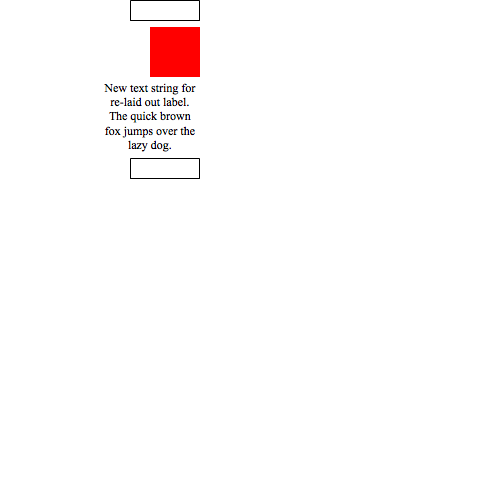 New text string for
re-laid out label.
The quick brown
fox jumps over the
lazy dog.